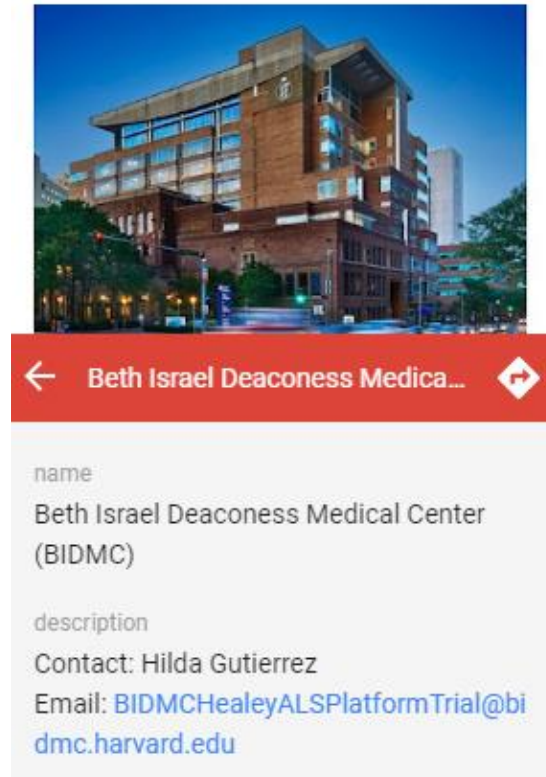 Beth Israel Deaconess Medica...
name
Beth Israel Deaconess Medical Center
(BIDMC)
description
Contact: Hilda Gutierrez
Email: BIDMCHealeyALSPlatformTrial@bi
dmc.harvard.edu